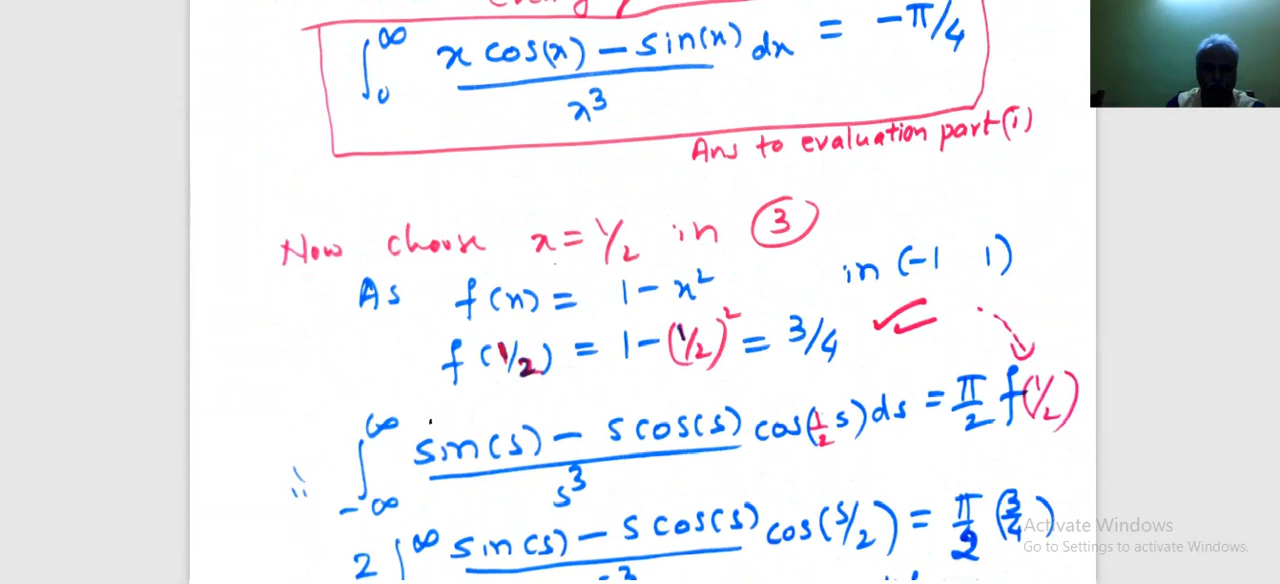 ∫₀^∞ x cos(x) − sin(x) / x³ dx = −π/4
Ans to evaluation part(i)
Now choose x = 1/2 in ③
As f(x) = 1 − x² in (−1 1)
f(1/2) = 1 − (1/2)² = 3/4
∴ ∫₋∞^∞ sin(s) − s cos(s) / s³ cos(1/2 s) ds = π/2 f(1/2)
2 ∫^∞ sin(s) − s cos(s) cos(s/2) = π/2 (3/4)
Activate Windows
Go to Settings to activate Windows.